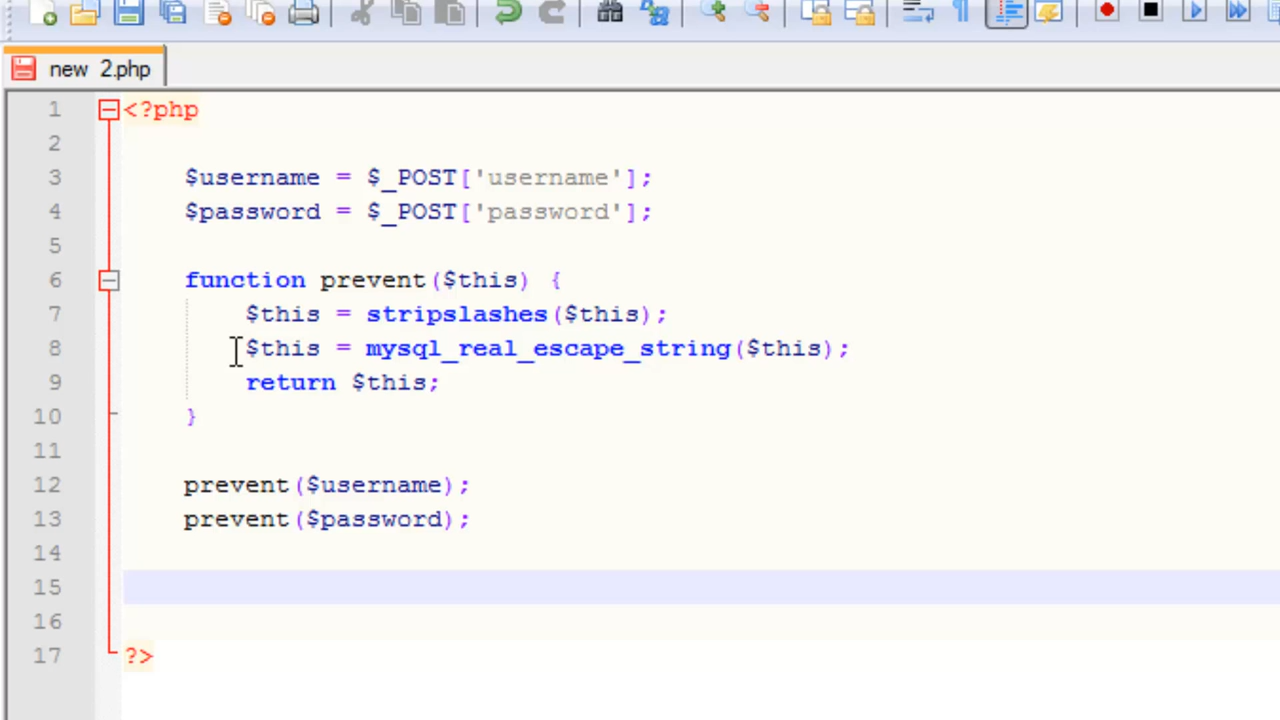 new 2.php
1 <?php
2
3 $username = $_POST['username'];
4 $password = $_POST['password'];
5
6 function prevent($this) {
7 $this = stripslashes($this);
8 $this = mysql_real_escape_string($this);
9 return $this;
10 }
11
12 prevent($username);
13 prevent($password);
14
15
16
17 ?>